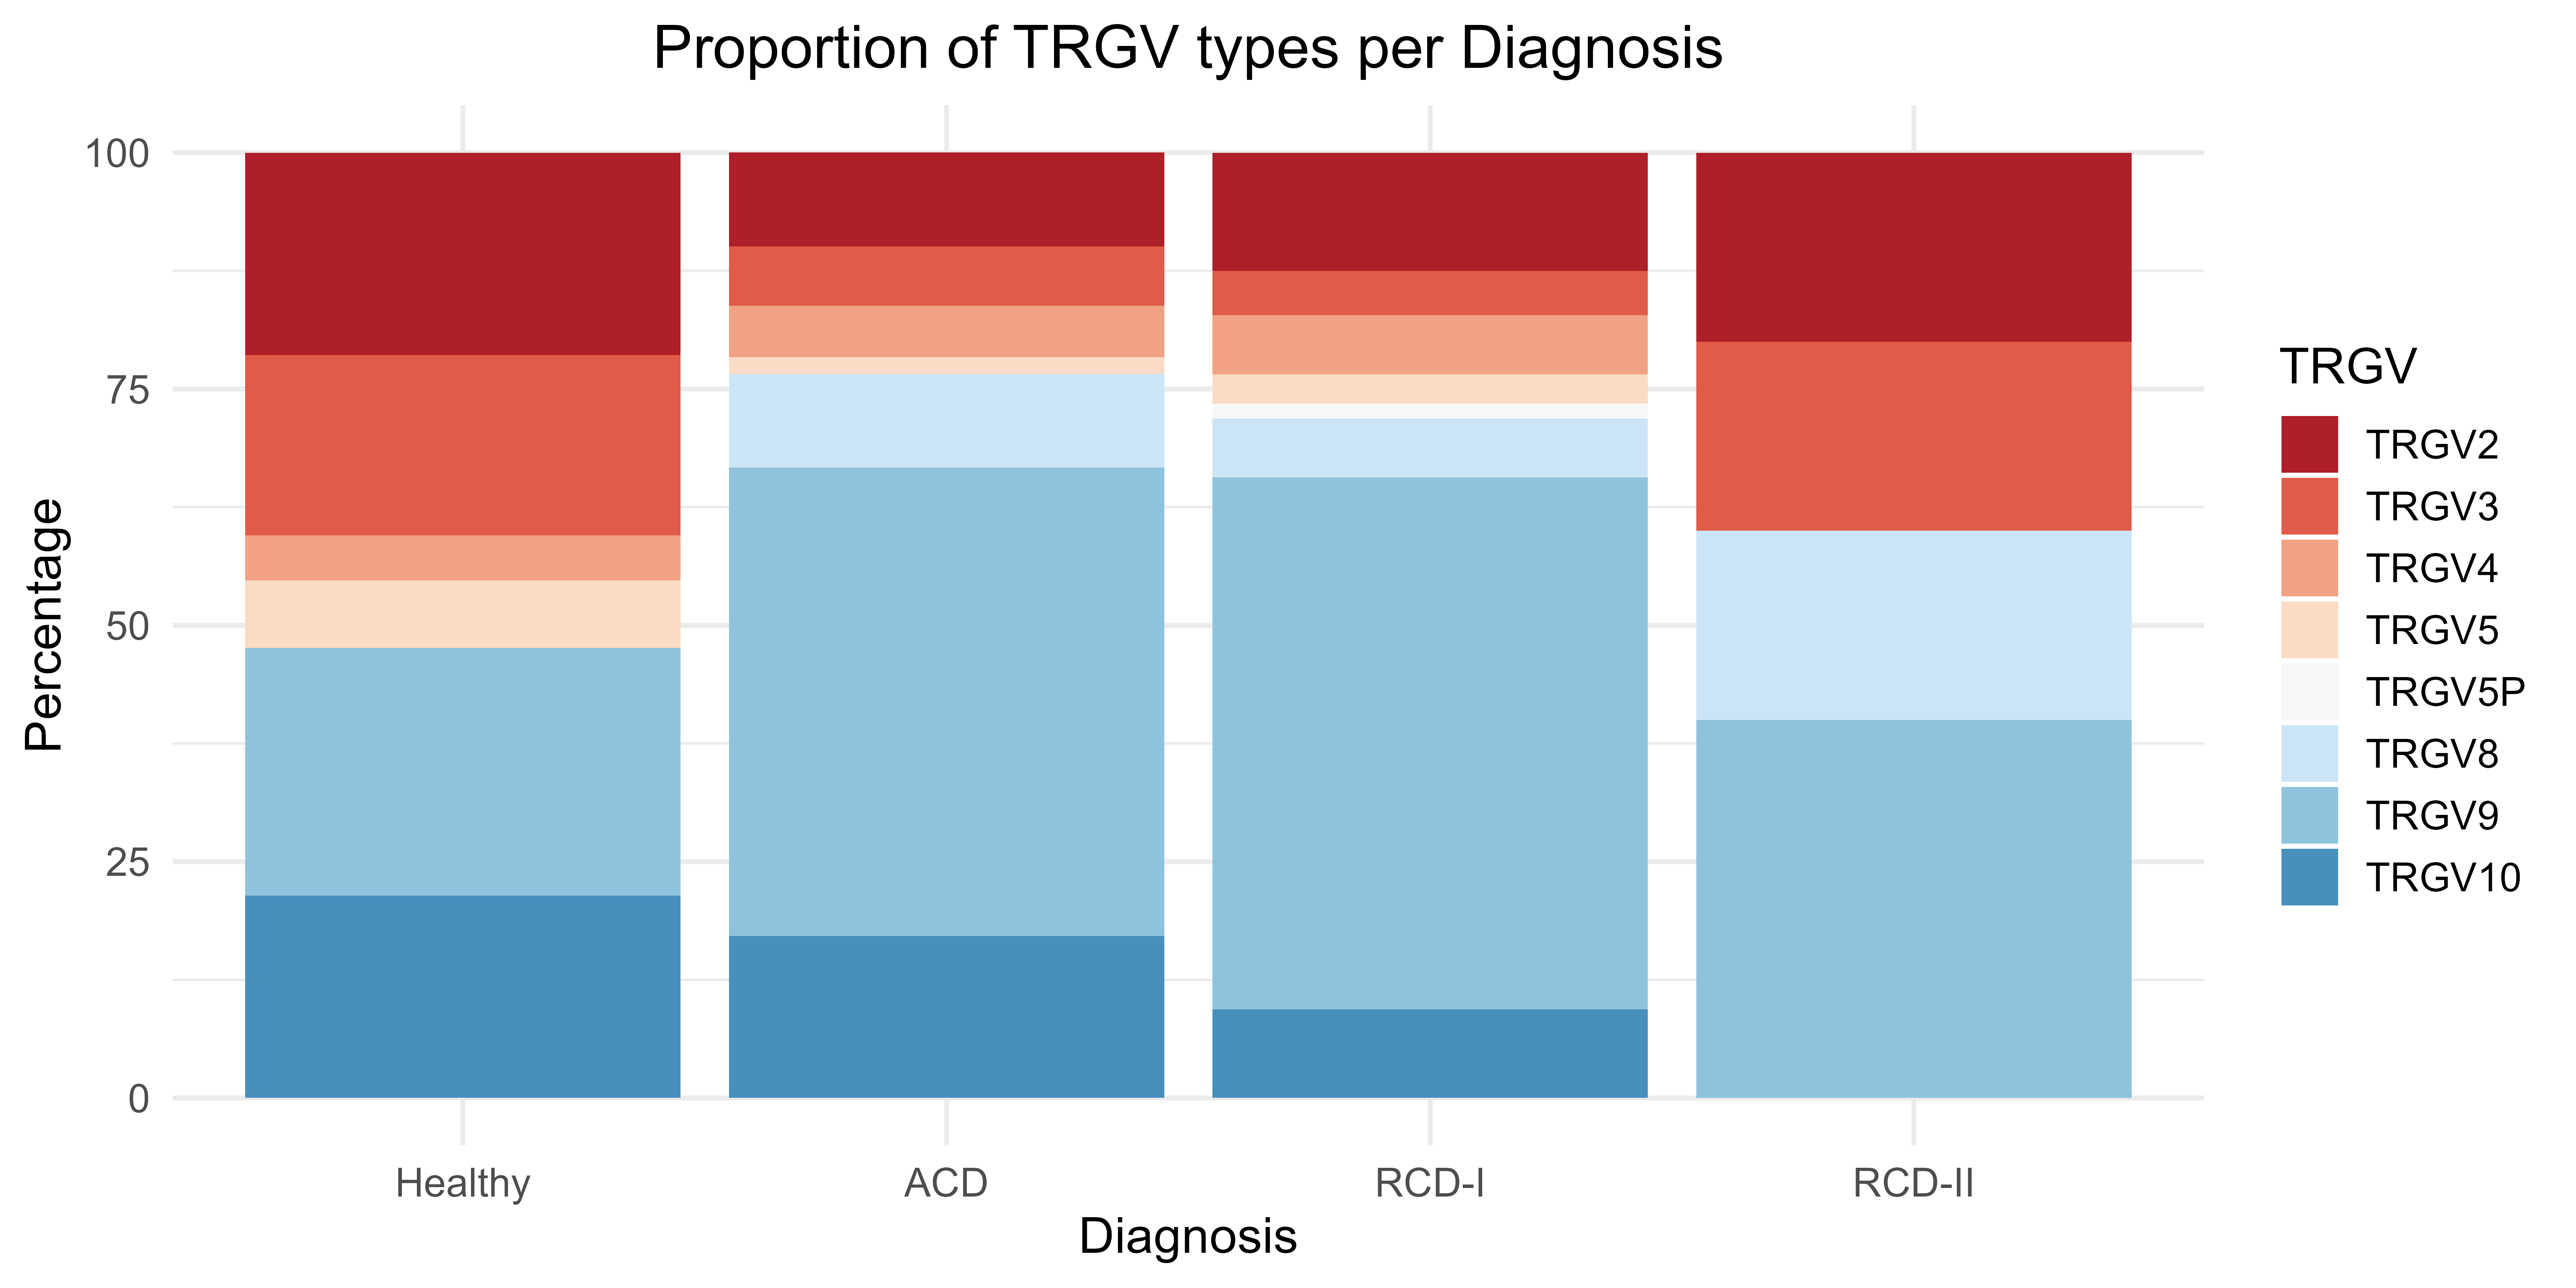 Proportion of TRGV types per Diagnosis
Percentage
100
75
50
25
0
Healthy
ACD
RCD-I
RCD-II
Diagnosis
TRGV
TRGV2
TRGV3
TRGV4
TRGV5
TRGV5P
TRGV8
TRGV9
TRGV10